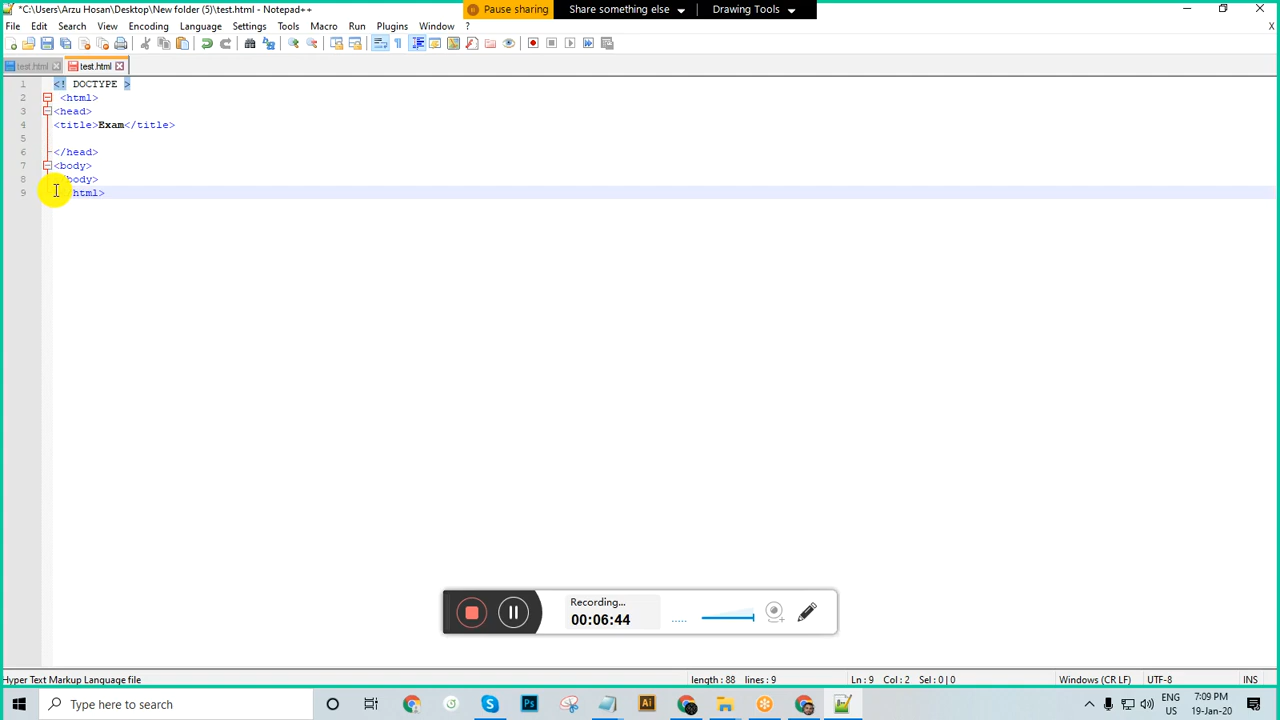 *C:\Users\Arzu Hosan\Desktop\New folder (5)\test.html - Notepad++
Pause sharing
Share something else
Drawing Tools
File Edit Search View Encoding Language Settings Tools Macro Run Plugins Window ? X
test.html
test.html
1 <! DOCTYPE >
2 <html>
3 <head>
4 <title>Exam</title>
5
6 </head>
7 <body>
8 body>
9 html>
Recording...
00:06:44
Hyper Text Markup Language file
length : 88 lines : 9
Ln : 9 Col : 2 Sel : 0 | 0
Windows (CR LF)
UTF-8
INS
Type here to search
ENG
US
7:09 PM
19-Jan-20